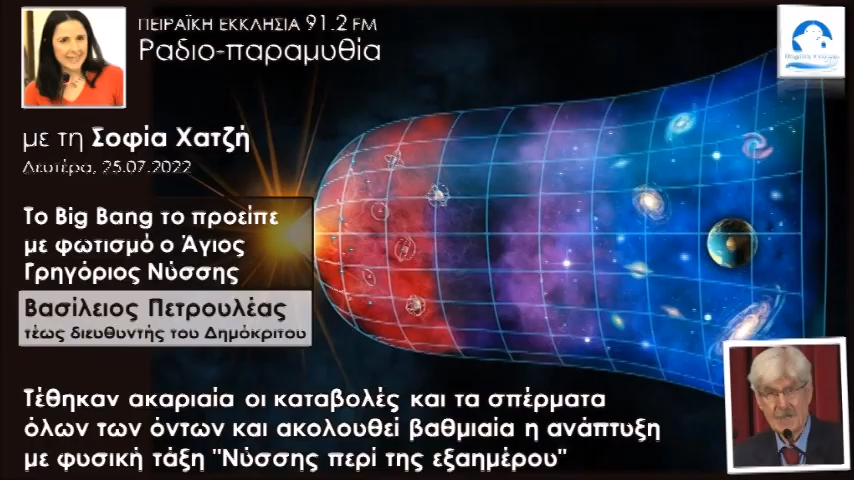 ΠΕΙΡΑΪΚΗ ΕΚΚΛΗΣΙΑ 91.2 FM
Ραδιο-παραμυθία
με τη Σοφία Χατζή
Δευτέρα, 25.07.2022
Το Big Bang το προείπε
με φωτισμό ο Άγιος
Γρηγόριος Νύσσης
Βασίλειος Πετρουλέας
τέως διευθυντής του Δημόκριτου
Τέθηκαν ακαριαία οι καταβολές και τα σπέρματα
όλων των όντων και ακολουθεί βαθμιαία η ανάπτυξη
με φυσική τάξη "Νύσσης περί της εξαημέρου"